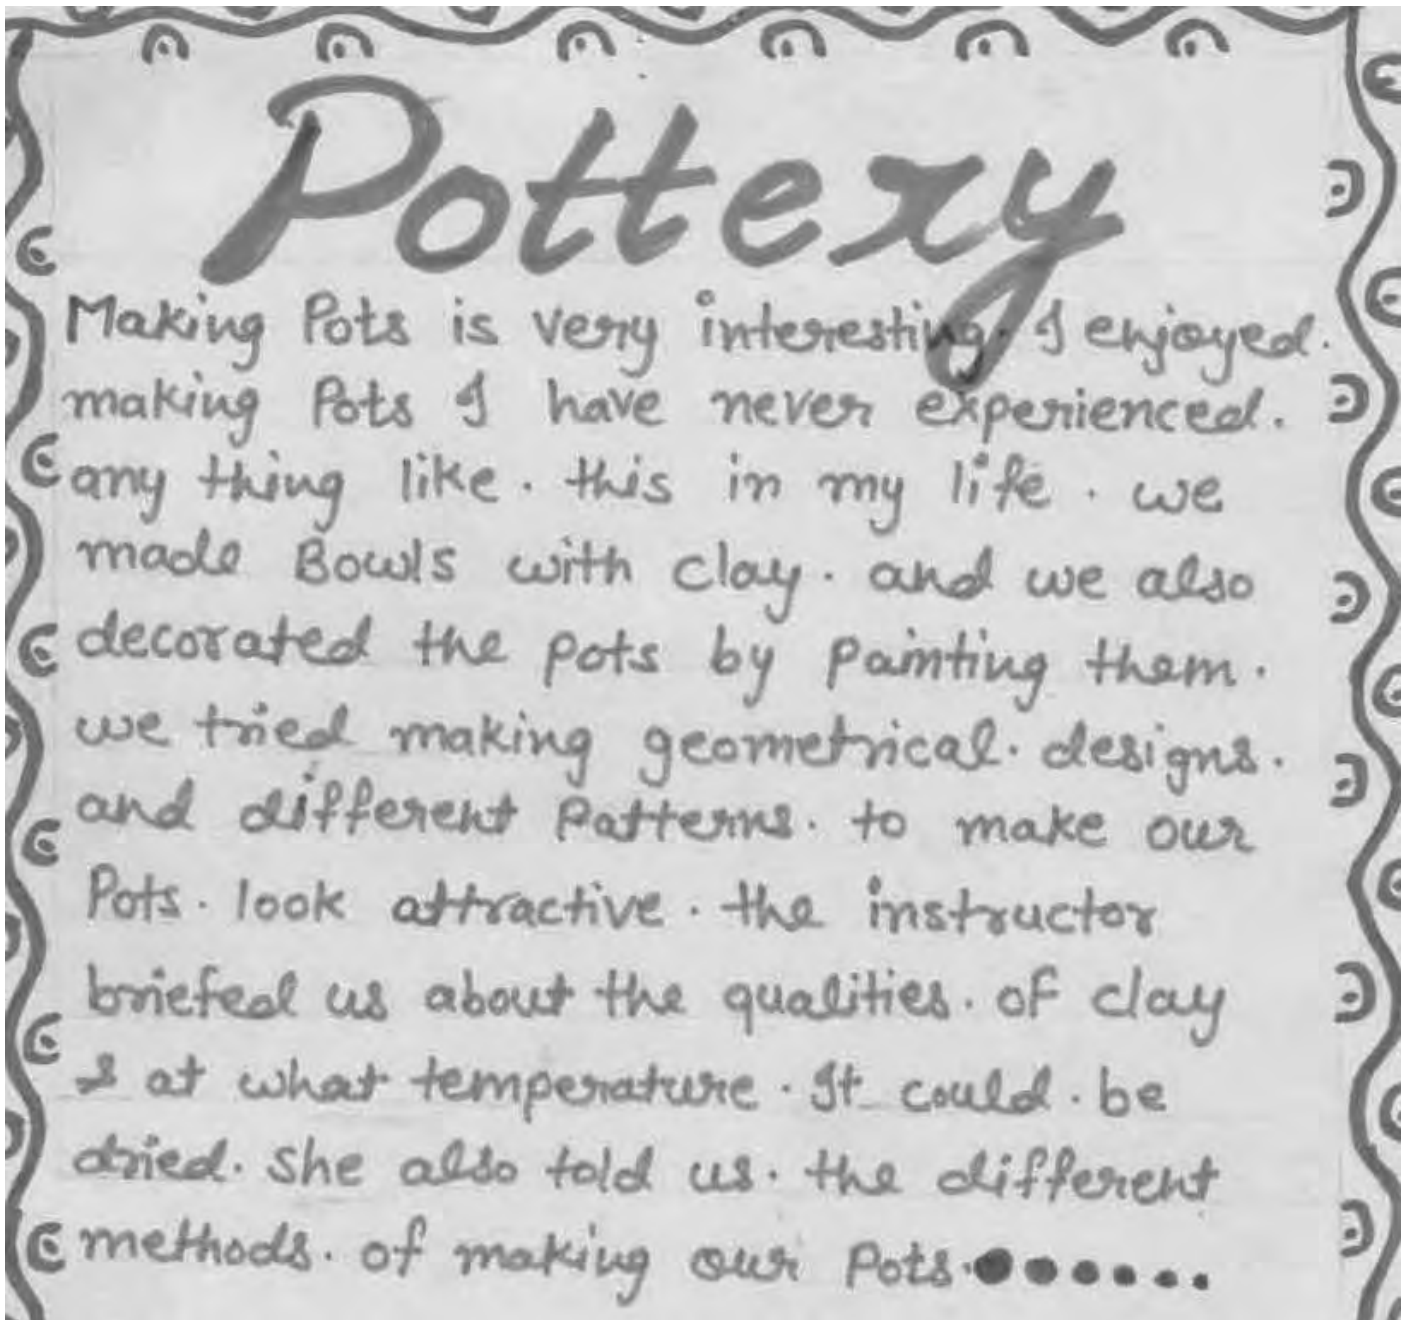 Pottery
Making Pots is very interesting. I enjoyed.
making Pots I have never experienced.
any thing like. this in my life. we
made Bowls with clay. and we also
decorated the pots by painting them.
we tried making geometrical. designs.
and different Patterns. to make our
Pots. look attractive. the instructor
briefed us about the qualities. of clay
& at what temperature. It could. be
dried. She also told us. the different
methods. of making our Pots.......